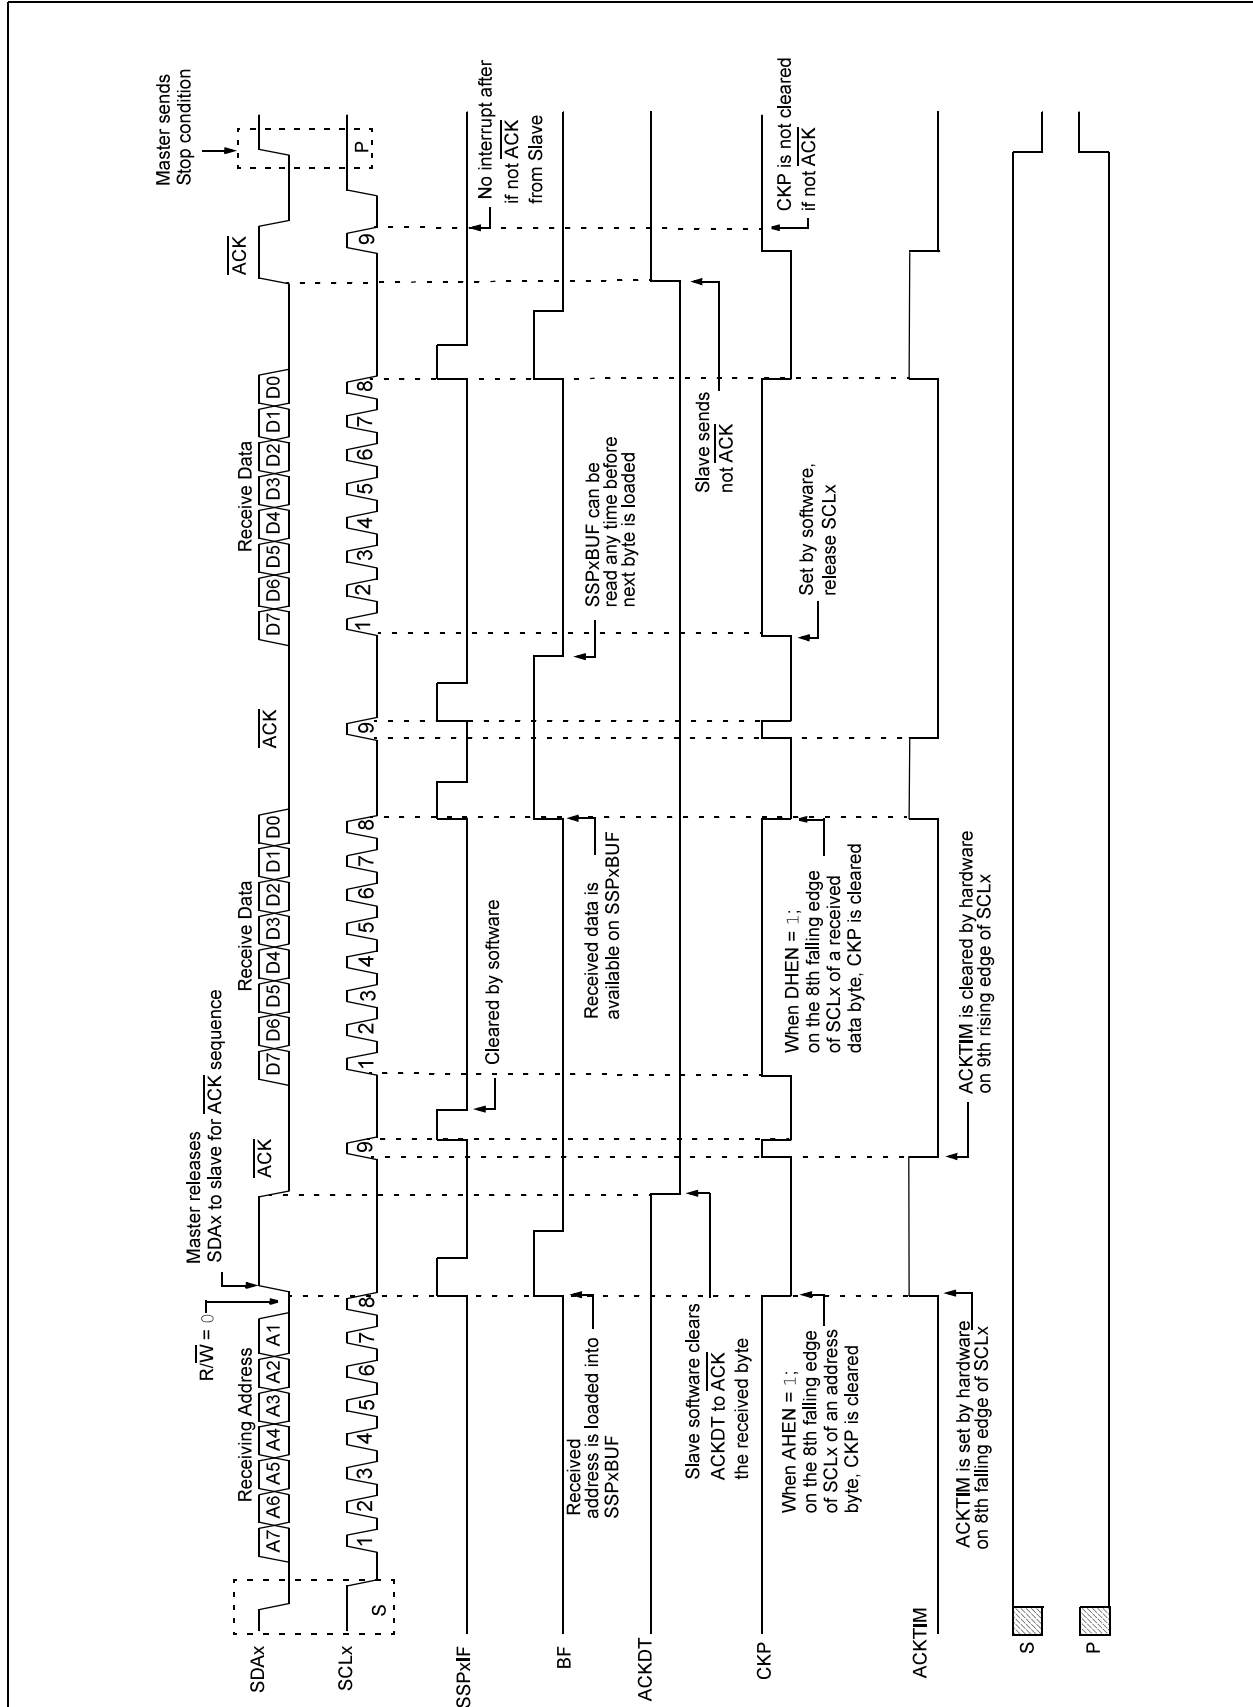 Master sends
Stop condition
Master releases
SDAx to slave for ACK sequence
R/W = 0
Receiving Address
Receive Data
Receive Data
ACK
ACK
ACK
SDAx
A7 A6 A5 A4 A3 A2 A1
D7 D6 D5 D4 D3 D2 D1 D0
D7 D6 D5 D4 D3 D2 D1 D0
SCLx
S
1 2 3 4 5 6 7 8 9
1 2 3 4 5 6 7 8 9
1 2 3 4 5 6 7 8 9
P
SSPxIF
Cleared by software
No interrupt after
if not ACK
from Slave
BF
Received
address is loaded into
SSPxBUF
Received data is
available on SSPxBUF
SSPxBUF can be
read any time before
next byte is loaded
ACKDT
Slave software clears
ACKDT to ACK
the received byte
Slave sends
not ACK
CKP
When AHEN = 1;
on the 8th falling edge
of SCLx of an address
byte, CKP is cleared
When DHEN = 1;
on the 8th falling edge
of SCLx of a received
data byte, CKP is cleared
Set by software,
release SCLx
CKP is not cleared
if not ACK
ACKTIM
ACKTIM is set by hardware
on 8th falling edge of SCLx
ACKTIM is cleared by hardware
on 9th rising edge of SCLx
S
P